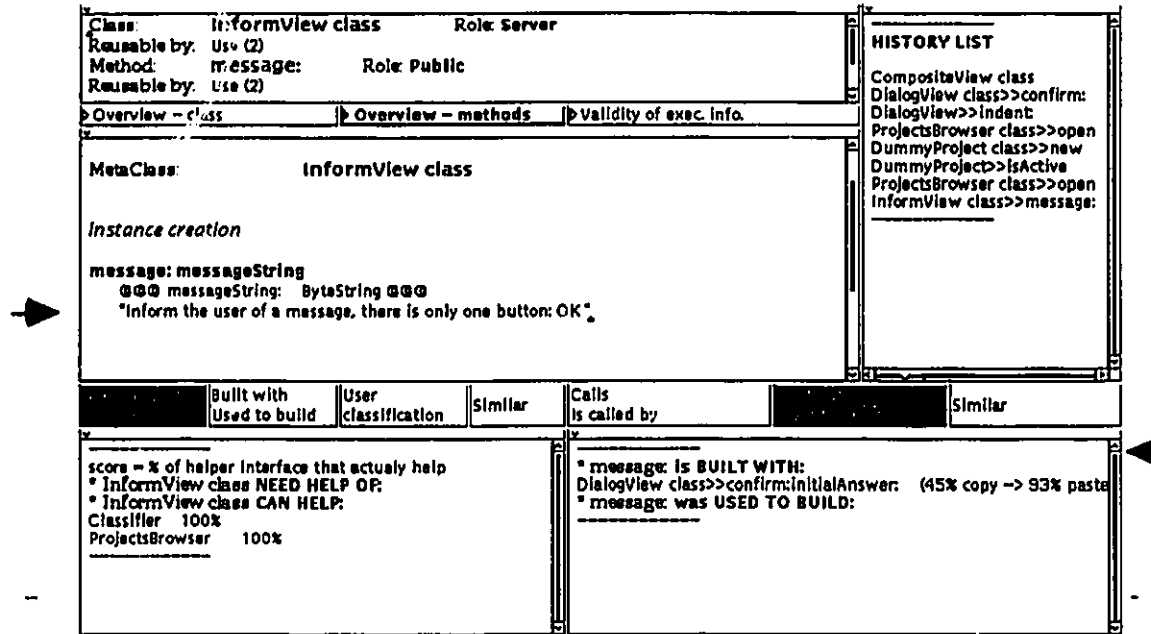 Class: InformView class Role: Server
Reusable by: Use (2)
Method: message: Role: Public
Reusable by: Use (2)
Overview – class
Overview – methods
Validity of exec. info.
MetaClass: InformView class
Instance creation
message: messageString
@@@ messageString: ByteString @@@
"Inform the user of a message, there is only one button: OK"
HISTORY LIST
CompositeView class
DialogView class>>confirm:
DialogView>>indent:
ProjectsBrowser class>>open
DummyProject class>>new
DummyProject>>isActive
ProjectsBrowser class>>open
InformView class>>message:
Built with
Used to build
User
classification
Similar
Calls
Is called by
Similar
score = % of helper interface that actualy help
* InformView class NEED HELP OF:
* InformView class CAN HELP:
Classifier 100%
ProjectsBrowser 100%
* message: is BUILT WITH:
DialogView class>>confirm:initialAnswer: (45% copy -> 93% paste
* message: was USED TO BUILD: